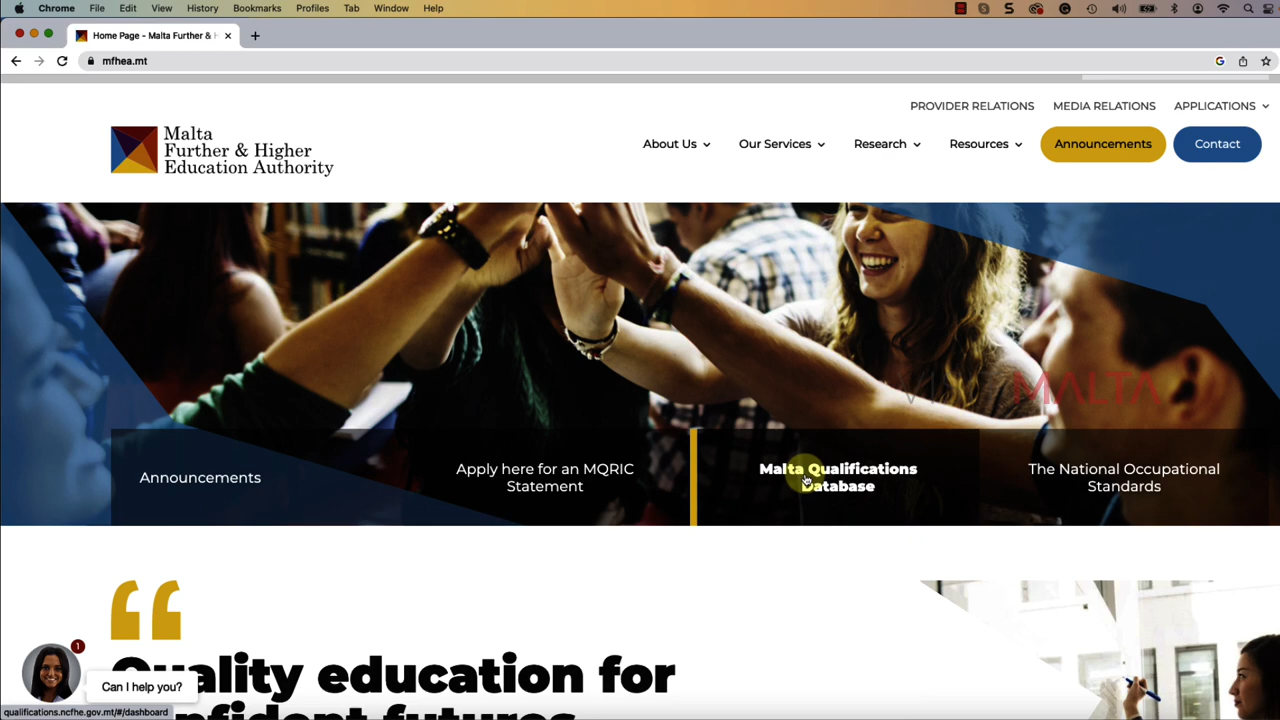 Chrome File Edit View History Bookmarks Profiles Tab Window Help
Home Page - Malta Further & H
mfhea.mt
PROVIDER RELATIONS MEDIA RELATIONS APPLICATIONS
Malta
Further & Higher
Education Authority
About Us Our Services Research Resources Announcements Contact
MALTA
Announcements
Apply here for an MQRIC
Statement
Malta Qualifications
Database
The National Occupational
Standards
Quality education for
confident futures
1
Can I help you?
qualifications.ncfhe.gov.mt/#/dashboard